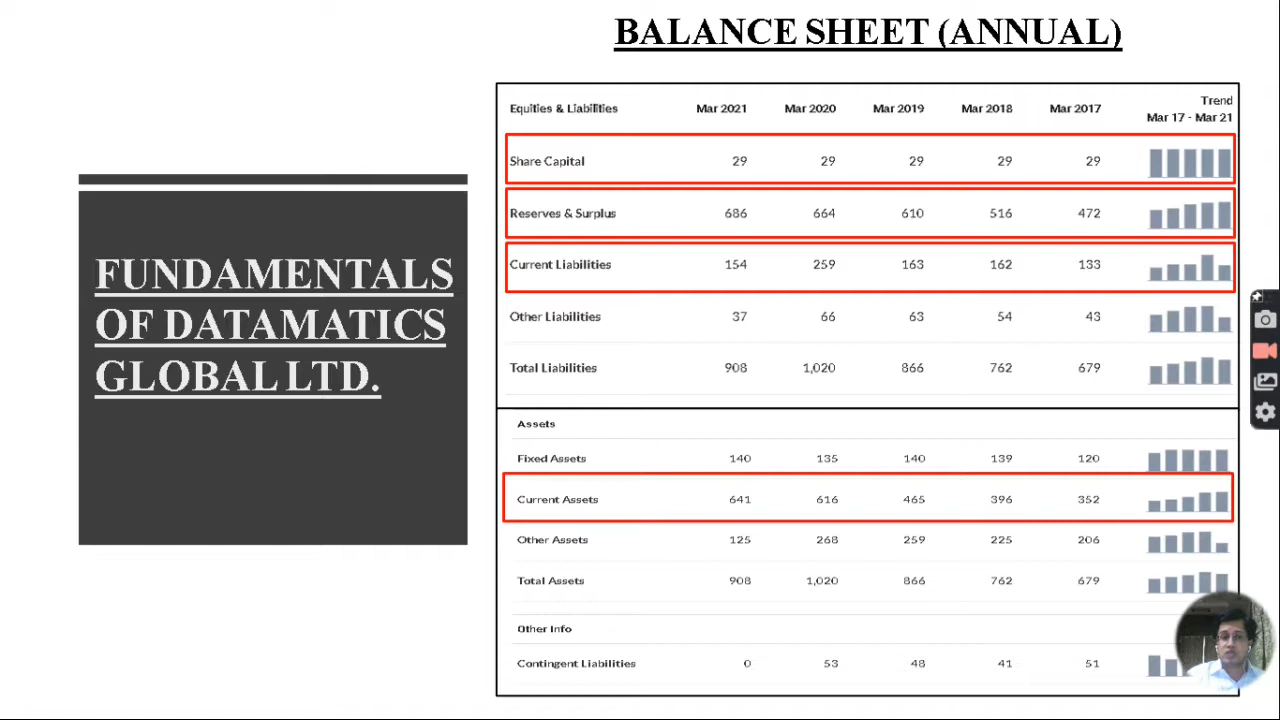 BALANCE SHEET (ANNUAL)
FUNDAMENTALS
OF DATAMATICS
GLOBAL LTD.
Equities & Liabilities Mar 2021 Mar 2020 Mar 2019 Mar 2018 Mar 2017 Trend
Mar 17 - Mar 21
Share Capital 29 29 29 29 29
Reserves & Surplus 686 664 610 516 472
Current Liabilities 154 259 163 162 133
Other Liabilities 37 66 63 54 43
Total Liabilities 908 1,020 866 762 679
Assets
Fixed Assets 140 135 140 139 120
Current Assets 641 616 465 396 352
Other Assets 125 268 259 225 206
Total Assets 908 1,020 866 762 679
Other Info
Contingent Liabilities 0 53 48 41 51